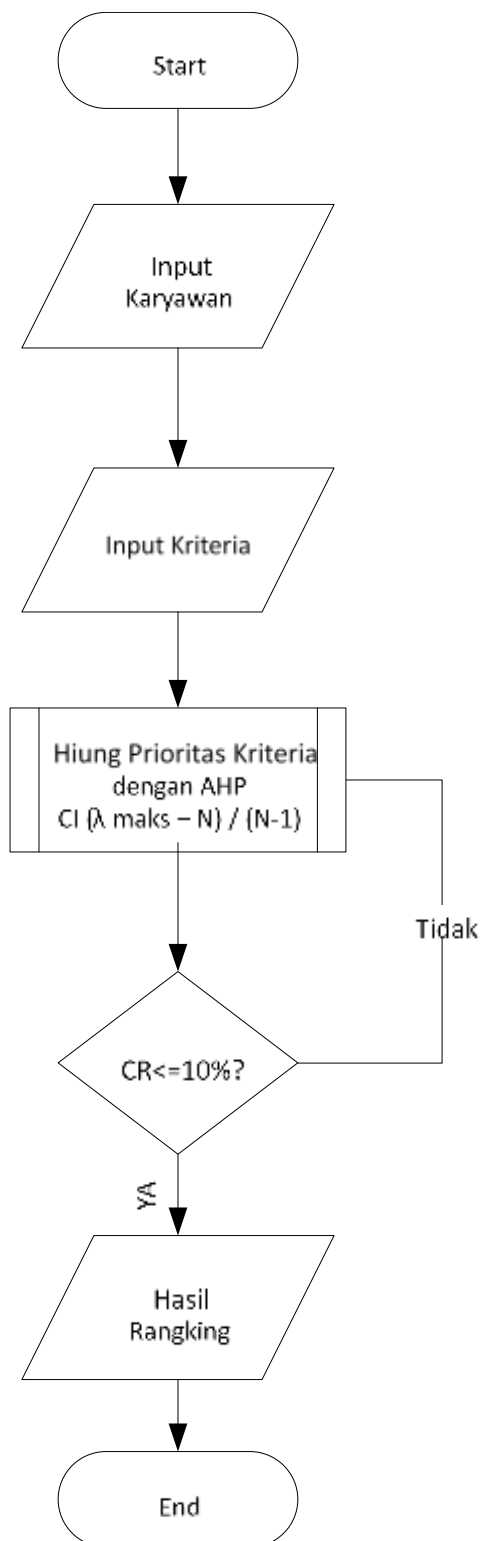 Start
Input
Karyawan
Input Kriteria
Hiung Prioritas Kriteria
dengan AHP
CI (λ maks – N) / (N-1)
Tidak
CR<=10%?
YA
Hasil
Rangking
End